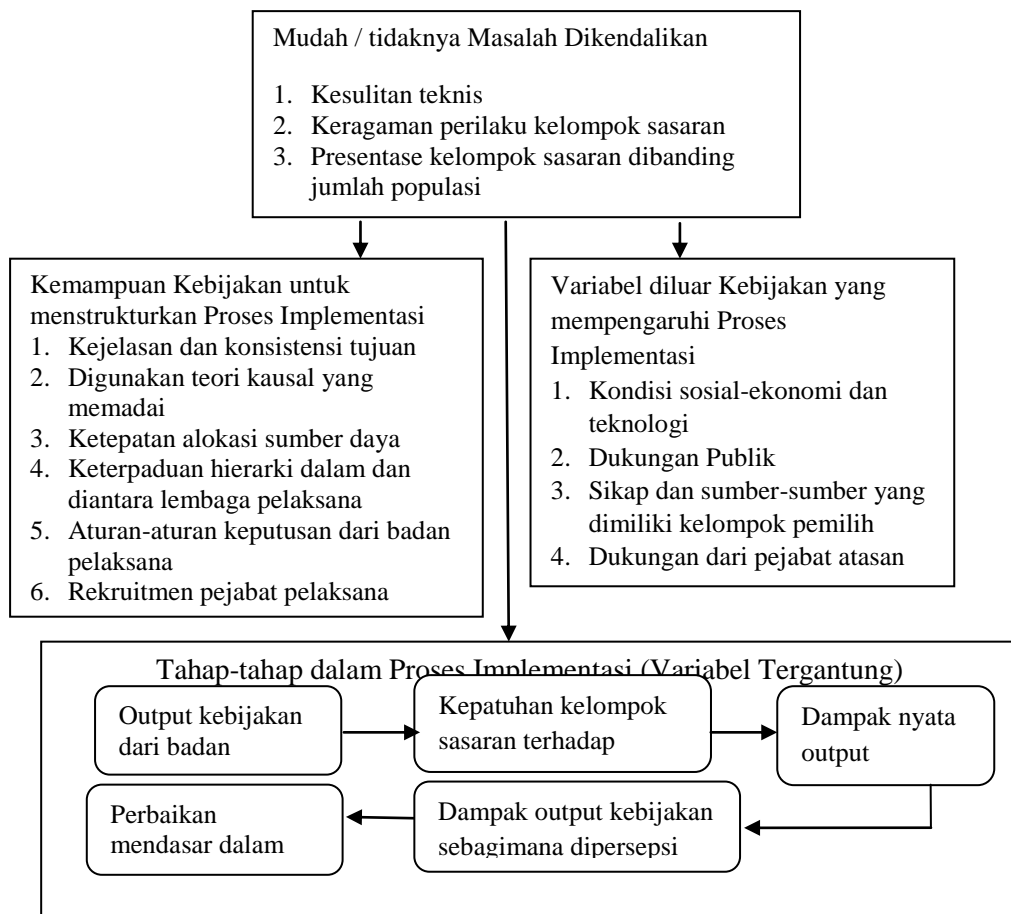 Mudah / tidaknya Masalah Dikendalikan
1. Kesulitan teknis
2. Keragaman perilaku kelompok sasaran
3. Presentase kelompok sasaran dibanding
jumlah populasi
Kemampuan Kebijakan untuk
menstrukturkan Proses Implementasi
1. Kejelasan dan konsistensi tujuan
2. Digunakan teori kausal yang
memadai
3. Ketepatan alokasi sumber daya
4. Keterpaduan hierarki dalam dan
diantara lembaga pelaksana
5. Aturan-aturan keputusan dari badan
pelaksana
6. Rekruitmen pejabat pelaksana
Variabel diluar Kebijakan yang
mempengaruhi Proses
Implementasi
1. Kondisi sosial-ekonomi dan
teknologi
2. Dukungan Publik
3. Sikap dan sumber-sumber yang
dimiliki kelompok pemilih
4. Dukungan dari pejabat atasan
Tahap-tahap dalam Proses Implementasi (Variabel Tergantung)
Output kebijakan
dari badan
Kepatuhan kelompok
sasaran terhadap
Dampak nyata
output
Dampak output kebijakan
sebagimana dipersepsi
Perbaikan
mendasar dalam